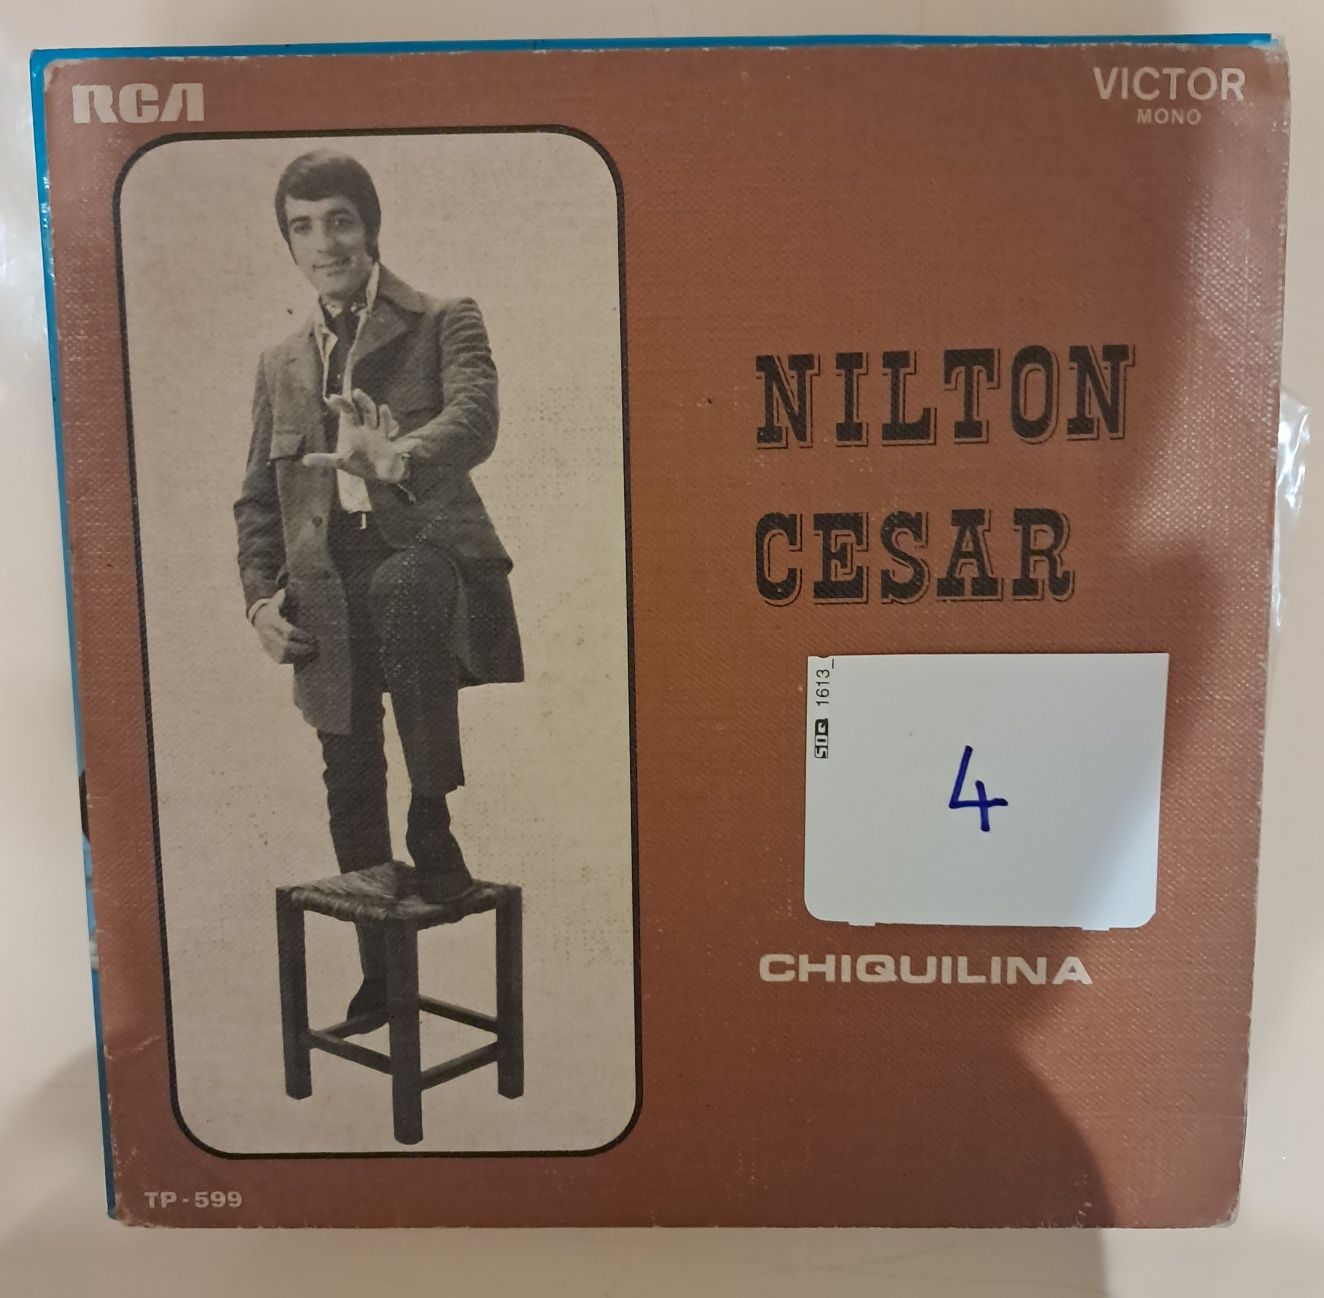 RCA
VICTOR
MONO
NILTON
CESAR
1613_
4
CHIQUILINA
TP-599